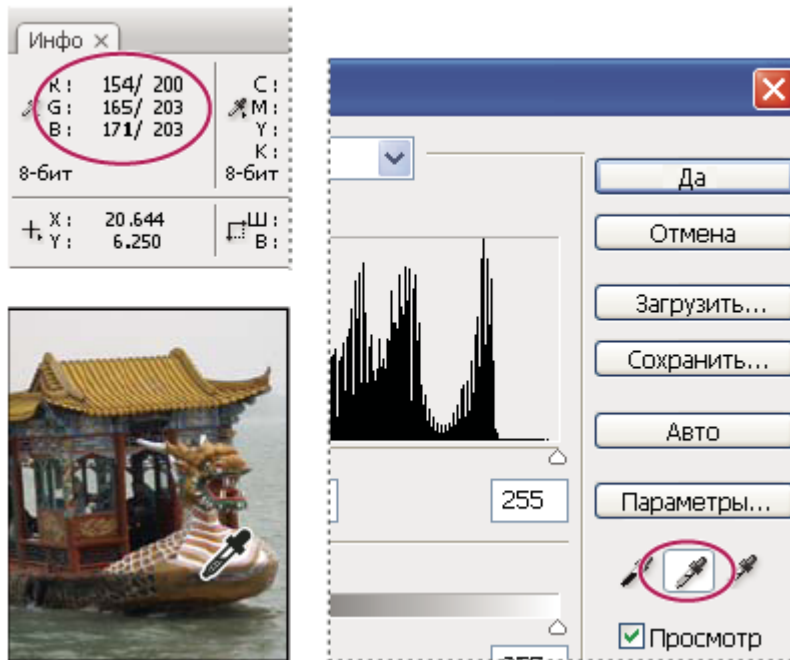 Инфо
R: 154/ 200
G: 165/ 203
B: 171/ 203
8-бит
C:
M:
Y:
K:
8-бит
X: 20.644
Y: 6.250
Ш:
В:
Да
Отмена
Загрузить...
Сохранить...
Авто
255
Параметры...
Просмотр